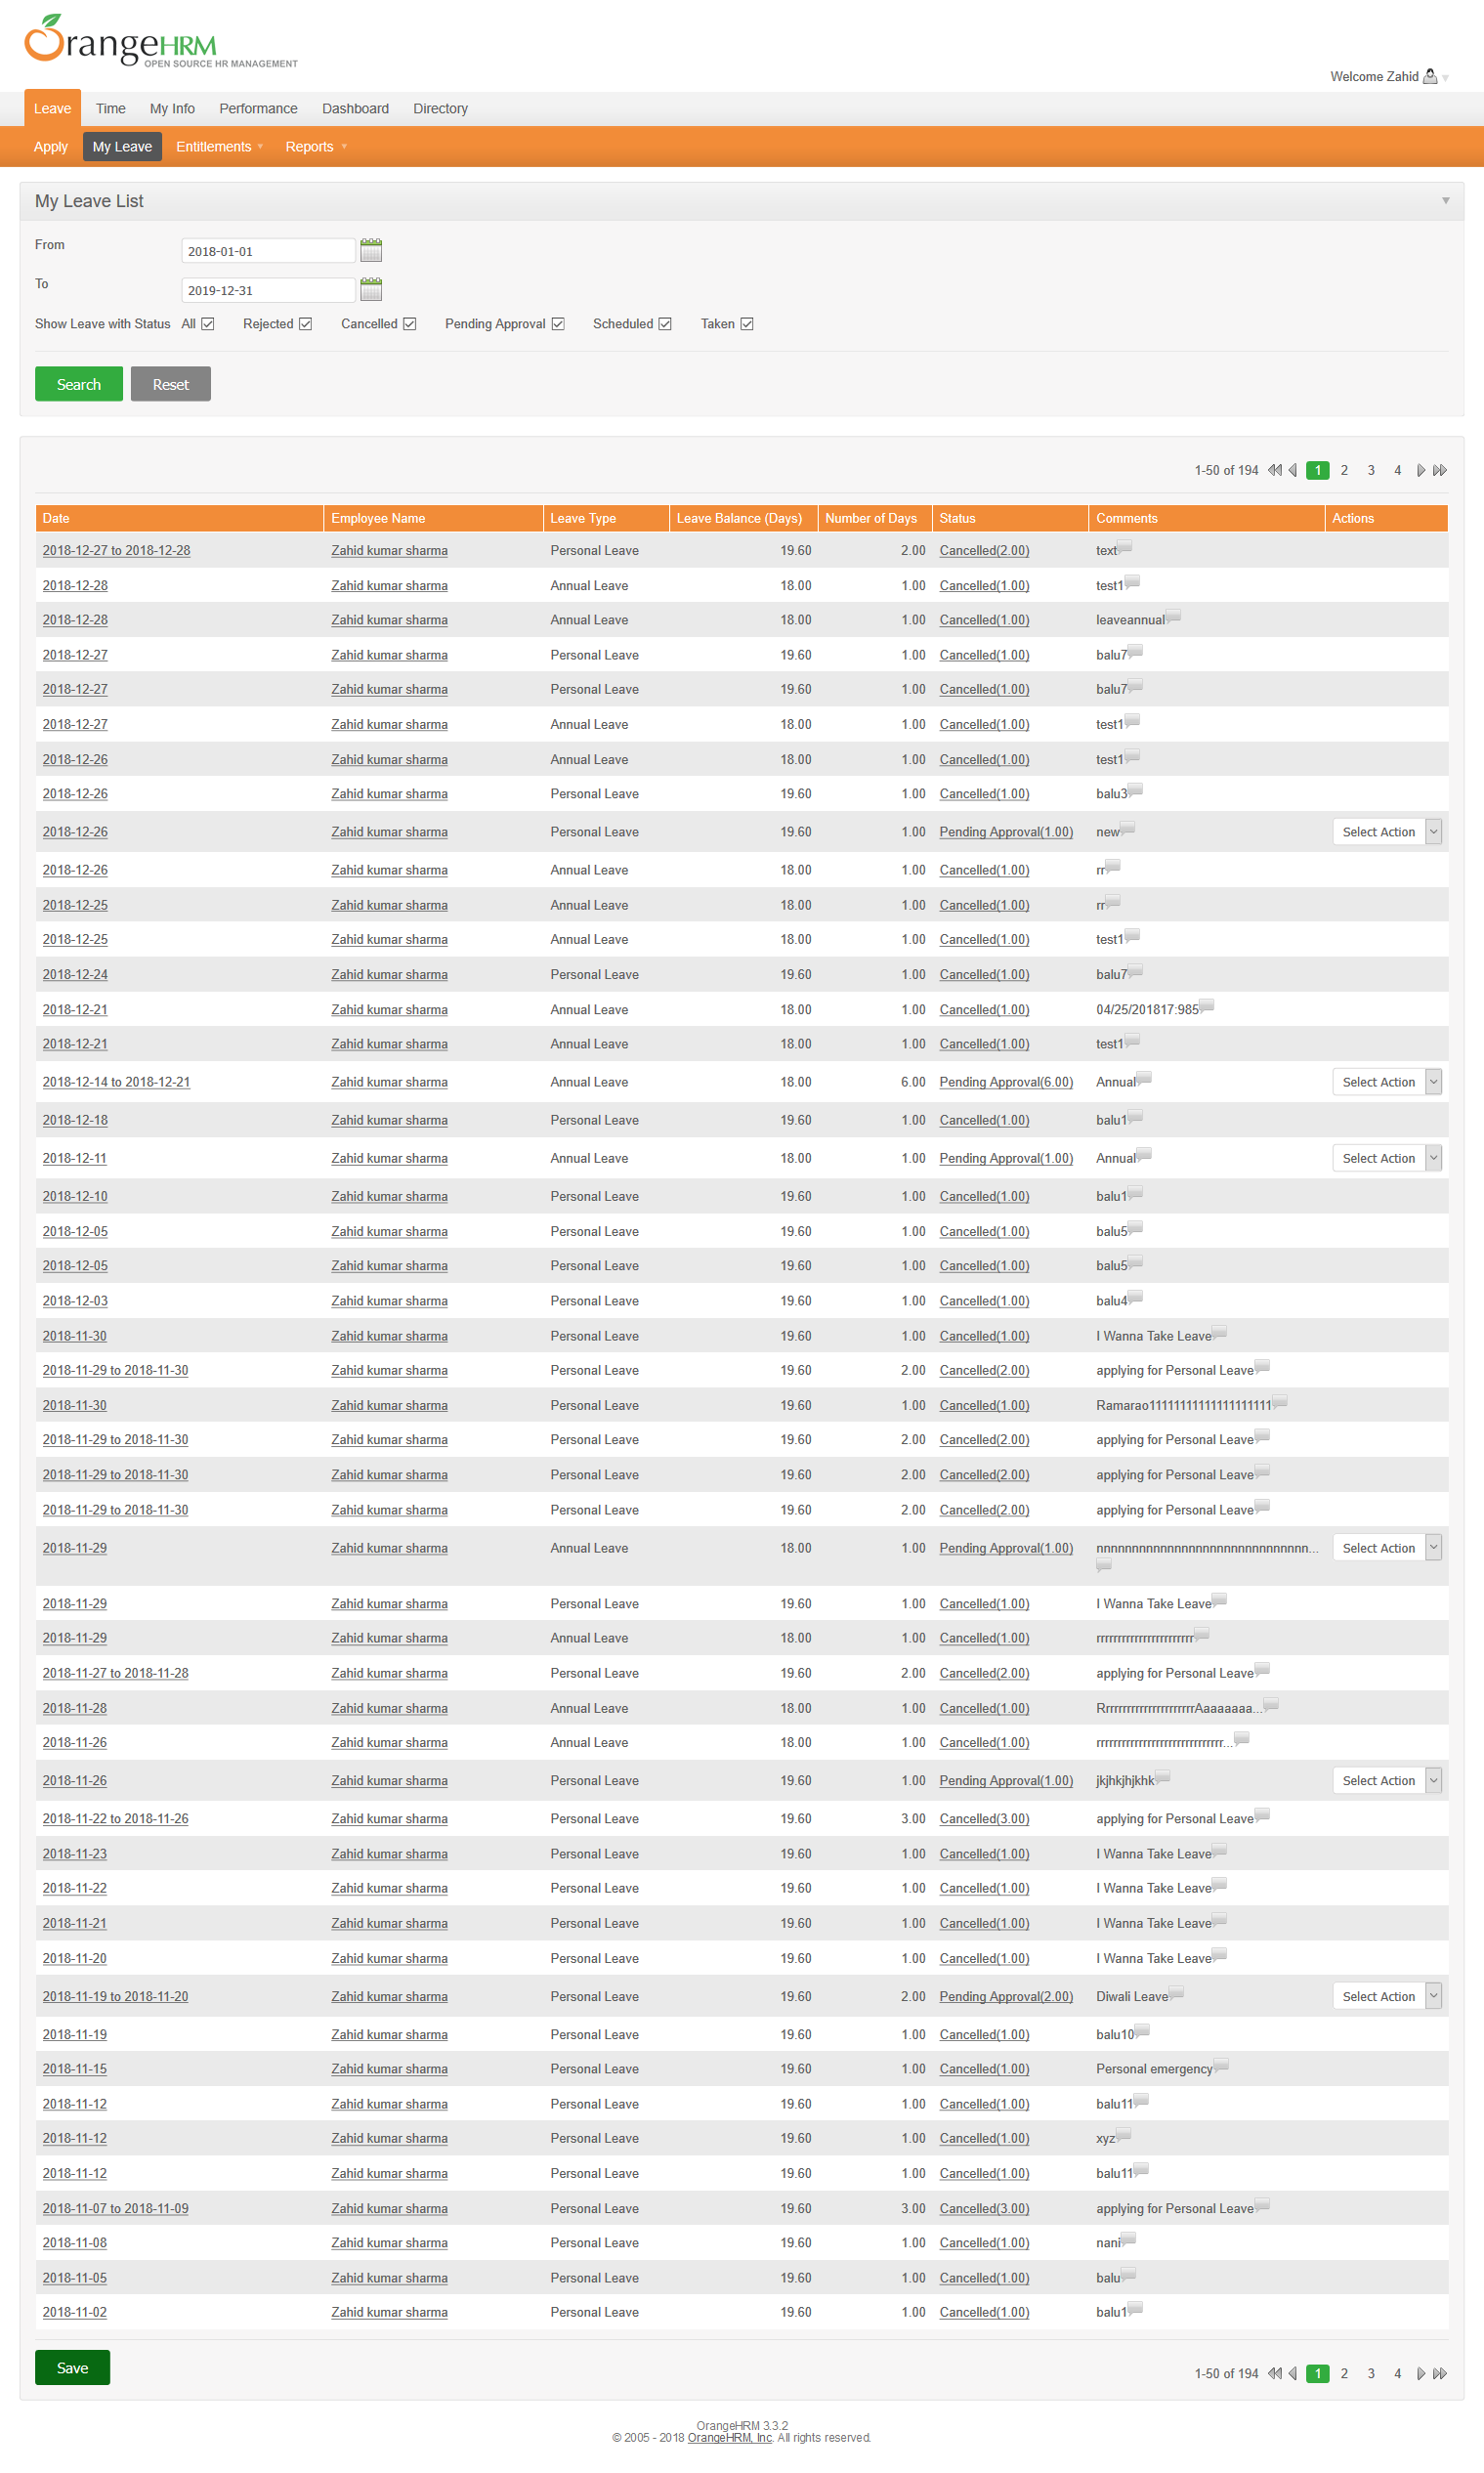 OrangeHRM
OPEN SOURCE HR MANAGEMENT
Welcome Zahid
Leave Time My Info Performance Dashboard Directory
Apply My Leave Entitlements Reports
My Leave List
From 2018-01-01
To 2019-12-31
Show Leave with Status All Rejected Cancelled Pending Approval Scheduled Taken
Search Reset
1-50 of 194 1 2 3 4
Date Employee Name Leave Type Leave Balance (Days) Number of Days Status Comments Actions
2018-12-27 to 2018-12-28 Zahid kumar sharma Personal Leave 19.60 2.00 Cancelled(2.00) text
2018-12-28 Zahid kumar sharma Annual Leave 18.00 1.00 Cancelled(1.00) test1
2018-12-28 Zahid kumar sharma Annual Leave 18.00 1.00 Cancelled(1.00) leaveannual
2018-12-27 Zahid kumar sharma Personal Leave 19.60 1.00 Cancelled(1.00) balu7
2018-12-27 Zahid kumar sharma Personal Leave 19.60 1.00 Cancelled(1.00) balu7
2018-12-27 Zahid kumar sharma Annual Leave 18.00 1.00 Cancelled(1.00) test1
2018-12-26 Zahid kumar sharma Annual Leave 18.00 1.00 Cancelled(1.00) test1
2018-12-26 Zahid kumar sharma Personal Leave 19.60 1.00 Cancelled(1.00) balu3
2018-12-26 Zahid kumar sharma Personal Leave 19.60 1.00 Pending Approval(1.00) new Select Action
2018-12-26 Zahid kumar sharma Annual Leave 18.00 1.00 Cancelled(1.00) rr
2018-12-25 Zahid kumar sharma Annual Leave 18.00 1.00 Cancelled(1.00) rr
2018-12-25 Zahid kumar sharma Annual Leave 18.00 1.00 Cancelled(1.00) test1
2018-12-24 Zahid kumar sharma Personal Leave 19.60 1.00 Cancelled(1.00) balu7
2018-12-21 Zahid kumar sharma Annual Leave 18.00 1.00 Cancelled(1.00) 04/25/201817:985
2018-12-21 Zahid kumar sharma Annual Leave 18.00 1.00 Cancelled(1.00) test1
2018-12-14 to 2018-12-21 Zahid kumar sharma Annual Leave 18.00 6.00 Pending Approval(6.00) Annual Select Action
2018-12-18 Zahid kumar sharma Personal Leave 19.60 1.00 Cancelled(1.00) balu1
2018-12-11 Zahid kumar sharma Annual Leave 18.00 1.00 Pending Approval(1.00) Annual Select Action
2018-12-10 Zahid kumar sharma Personal Leave 19.60 1.00 Cancelled(1.00) balu1
2018-12-05 Zahid kumar sharma Personal Leave 19.60 1.00 Cancelled(1.00) balu5
2018-12-05 Zahid kumar sharma Personal Leave 19.60 1.00 Cancelled(1.00) balu5
2018-12-03 Zahid kumar sharma Personal Leave 19.60 1.00 Cancelled(1.00) balu4
2018-11-30 Zahid kumar sharma Personal Leave 19.60 1.00 Cancelled(1.00) I Wanna Take Leave
2018-11-29 to 2018-11-30 Zahid kumar sharma Personal Leave 19.60 2.00 Cancelled(2.00) applying for Personal Leave
2018-11-30 Zahid kumar sharma Personal Leave 19.60 1.00 Cancelled(1.00)
2018-11-29 to 2018-11-30 Zahid kumar sharma Personal Leave 19.60 2.00 Cancelled(2.00) applying for Personal Leave
2018-11-29 to 2018-11-30 Zahid kumar sharma Personal Leave 19.60 2.00 Cancelled(2.00) applying for Personal Leave
2018-11-29 to 2018-11-30 Zahid kumar sharma Personal Leave 19.60 2.00 Cancelled(2.00) applying for Personal Leave
2018-11-29 Zahid kumar sharma Annual Leave 18.00 1.00 Pending Approval(1.00) Select Action
2018-11-29 Zahid kumar sharma Personal Leave 19.60 1.00 Cancelled(1.00) I Wanna Take Leave
2018-11-29 Zahid kumar sharma Annual Leave 18.00 1.00 Cancelled(1.00)
2018-11-27 to 2018-11-28 Zahid kumar sharma Personal Leave 19.60 2.00 Cancelled(2.00) applying for Personal Leave
2018-11-28 Zahid kumar sharma Annual Leave 18.00 1.00 Cancelled(1.00)
2018-11-26 Zahid kumar sharma Annual Leave 18.00 1.00 Cancelled(1.00)
2018-11-26 Zahid kumar sharma Personal Leave 19.60 1.00 Pending Approval(1.00) jkjhkjhjkhk Select Action
2018-11-22 to 2018-11-26 Zahid kumar sharma Personal Leave 19.60 3.00 Cancelled(3.00) applying for Personal Leave
2018-11-23 Zahid kumar sharma Personal Leave 19.60 1.00 Cancelled(1.00) I Wanna Take Leave
2018-11-22 Zahid kumar sharma Personal Leave 19.60 1.00 Cancelled(1.00) I Wanna Take Leave
2018-11-21 Zahid kumar sharma Personal Leave 19.60 1.00 Cancelled(1.00) I Wanna Take Leave
2018-11-20 Zahid kumar sharma Personal Leave 19.60 1.00 Cancelled(1.00) I Wanna Take Leave
2018-11-19 to 2018-11-20 Zahid kumar sharma Personal Leave 19.60 2.00 Pending Approval(2.00) Diwali Leave Select Action
2018-11-19 Zahid kumar sharma Personal Leave 19.60 1.00 Cancelled(1.00) balu10
2018-11-15 Zahid kumar sharma Personal Leave 19.60 1.00 Cancelled(1.00) Personal emergency
2018-11-12 Zahid kumar sharma Personal Leave 19.60 1.00 Cancelled(1.00) balu11
2018-11-12 Zahid kumar sharma Personal Leave 19.60 1.00 Cancelled(1.00) xyz
2018-11-12 Zahid kumar sharma Personal Leave 19.60 1.00 Cancelled(1.00) balu11
2018-11-07 to 2018-11-09 Zahid kumar sharma Personal Leave 19.60 3.00 Cancelled(3.00) applying for Personal Leave
2018-11-08 Zahid kumar sharma Personal Leave 19.60 1.00 Cancelled(1.00) nani
2018-11-05 Zahid kumar sharma Personal Leave 19.60 1.00 Cancelled(1.00) balu
2018-11-02 Zahid kumar sharma Personal Leave 19.60 1.00 Cancelled(1.00) balu1
Save
1-50 of 194 1 2 3 4
OrangeHRM 3.3.2
© 2005 - 2018 OrangeHRM, Inc. All rights reserved.